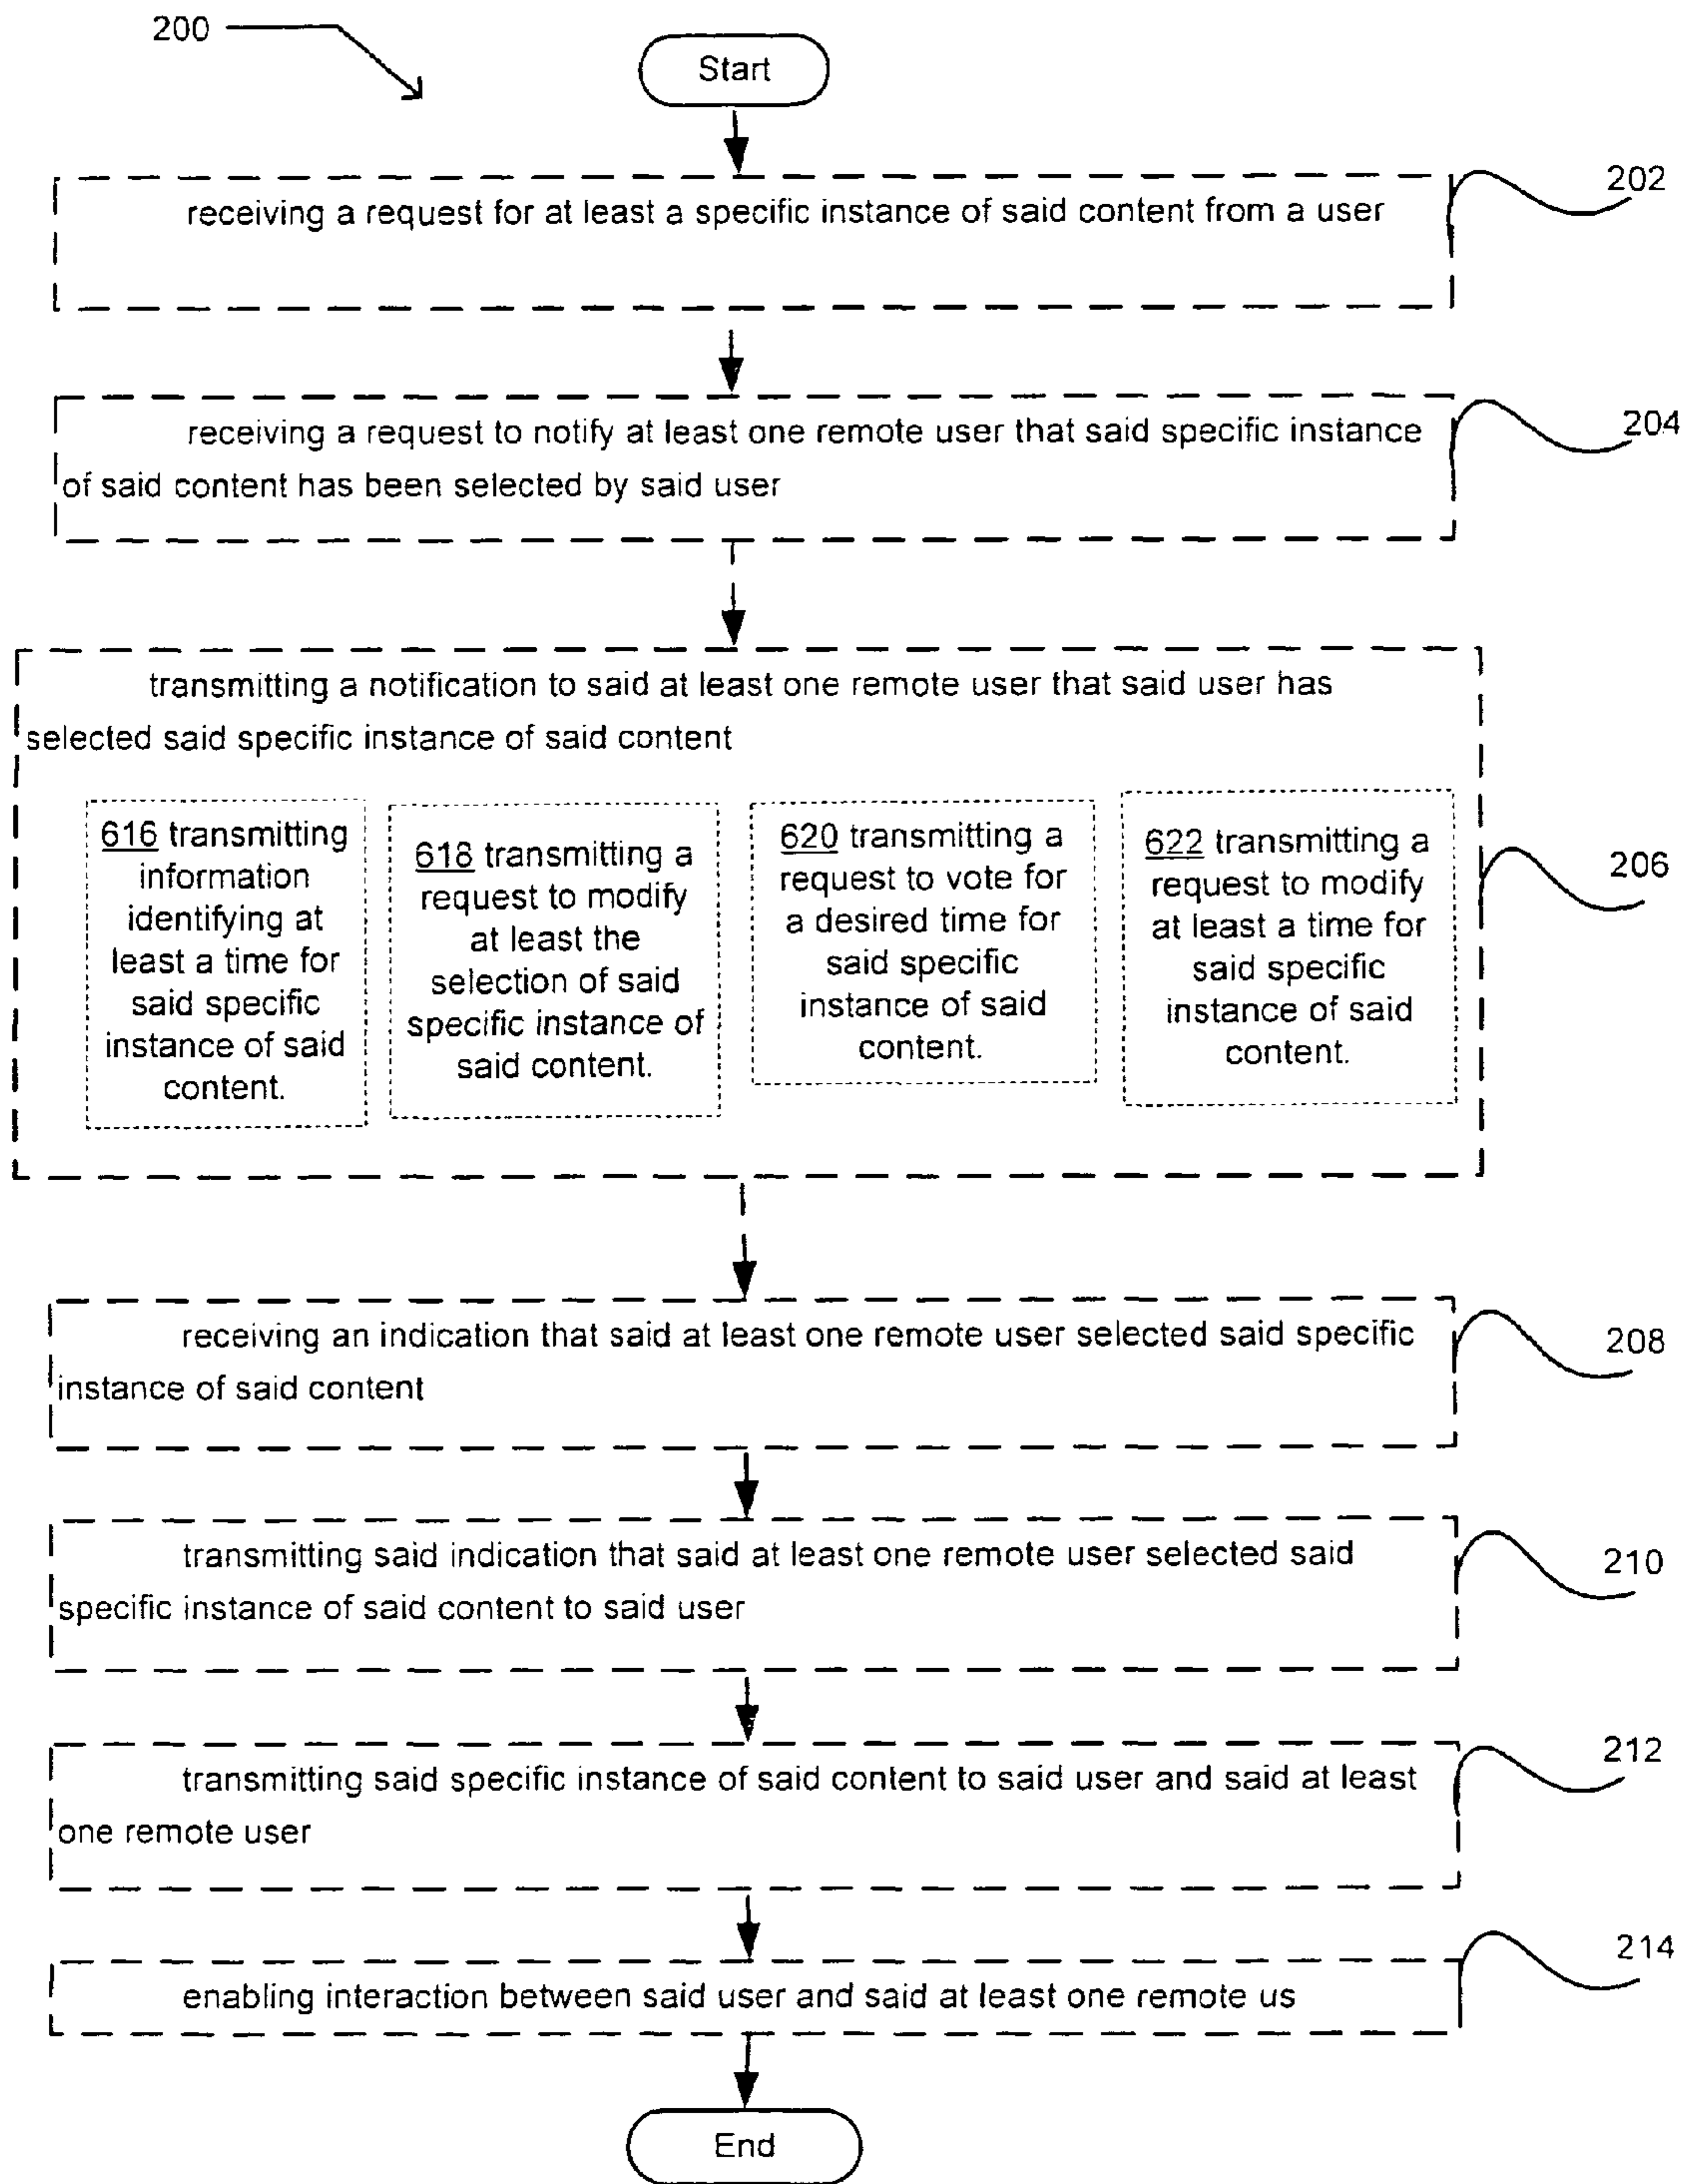 200
Start
202
receiving a request for at least a specific instance of said content from a user
204
receiving a request to notify at least one remote user that said specific instance
of said content has been selected by said user
transmitting a notification to said at least one remote user that said user has
selected said specific instance of said content
616 transmitting
information
identifying at
least a time for
said specific
instance of said
content.
618 transmitting a
request to modify
at least the
selection of said
specific instance of
said content.
620 transmitting a
request to vote for
a desired time for
said specific
instance of said
content.
622 transmitting a
request to modify
at least a time for
said specific
instance of said
content.
206
receiving an indication that said at least one remote user selected said specific
instance of said content
208
transmitting said indication that said at least one remote user selected said
specific instance of said content to said user
210
transmitting said specific instance of said content to said user and said at least
one remote user
212
enabling interaction between said user and said at least one remote us
214
End